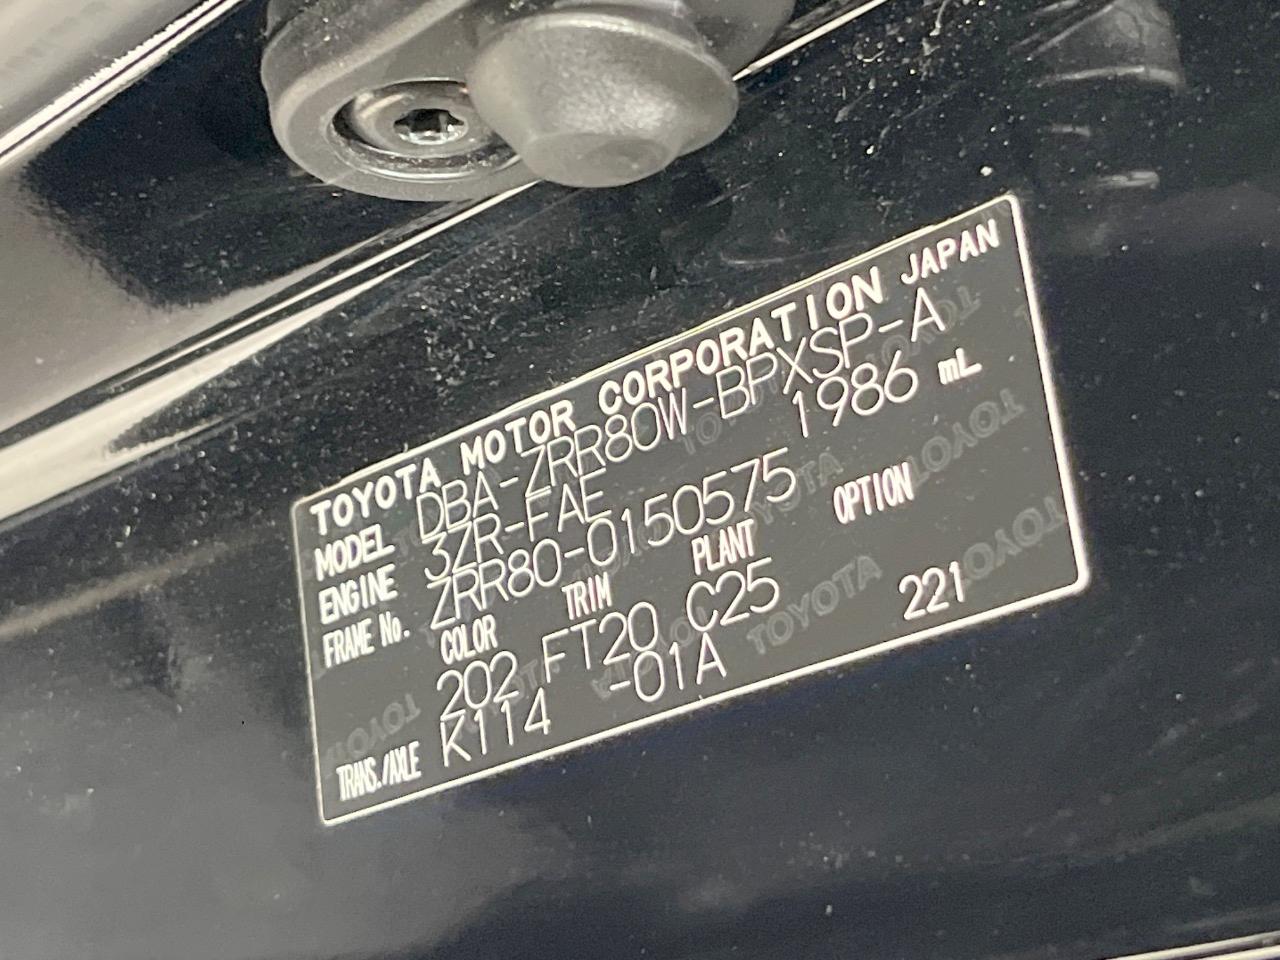 TOYOTA MOTOR CORPORATION JAPAN
MODEL DBA-ZRR80W-BPXSP-A
ENGINE 3ZR-FAE 1986 mL
FRAME No. ZRR80-0150575
COLOR TRIM PLANT OPTION
202 FT20 C25 221
TRANS./AXLE K114 -01A